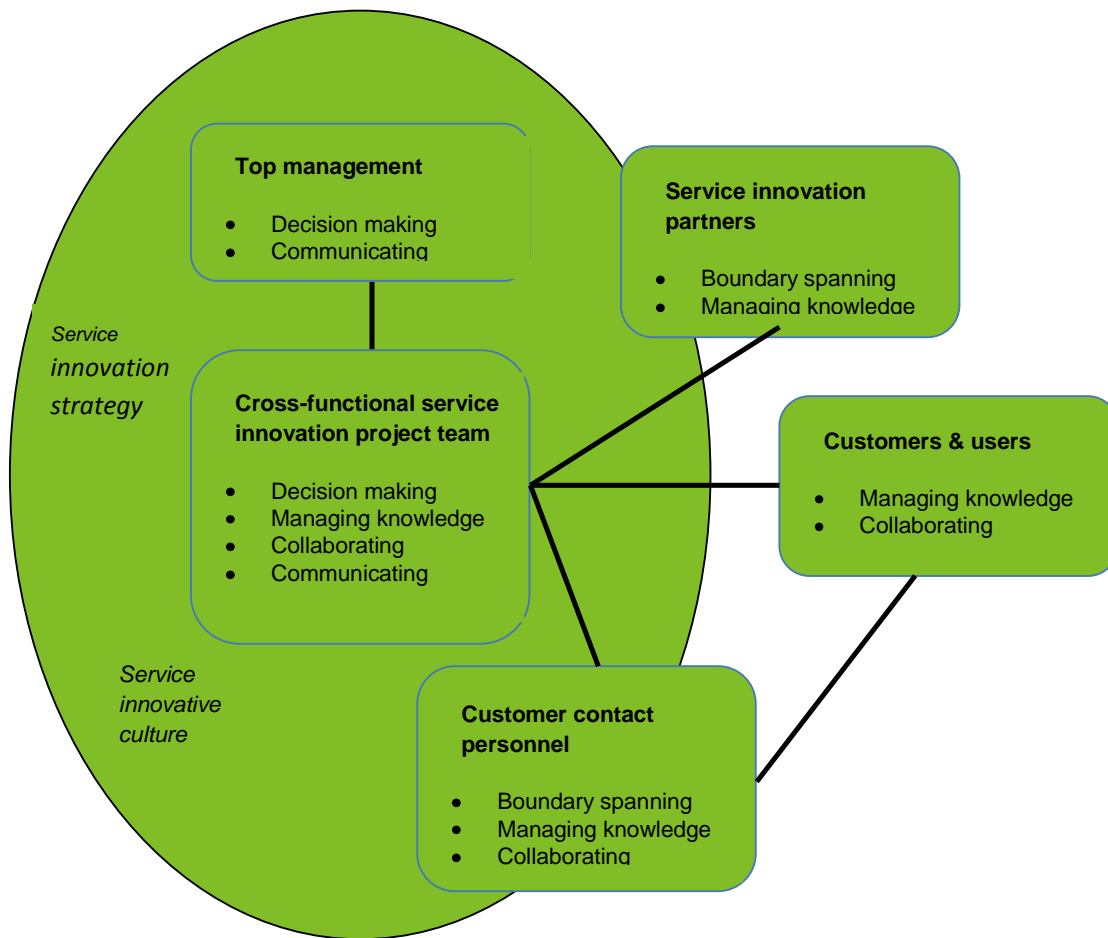 Top management
• Decision making
• Communicating
Service innovation
partners
• Boundary spanning
• Managing knowledge
Service
innovation
strategy
Cross-functional service
innovation project team
• Decision making
• Managing knowledge
• Collaborating
• Communicating
Customers & users
• Managing knowledge
• Collaborating
Service
innovative
culture
Customer contact
personnel
• Boundary spanning
• Managing knowledge
• Collaborating